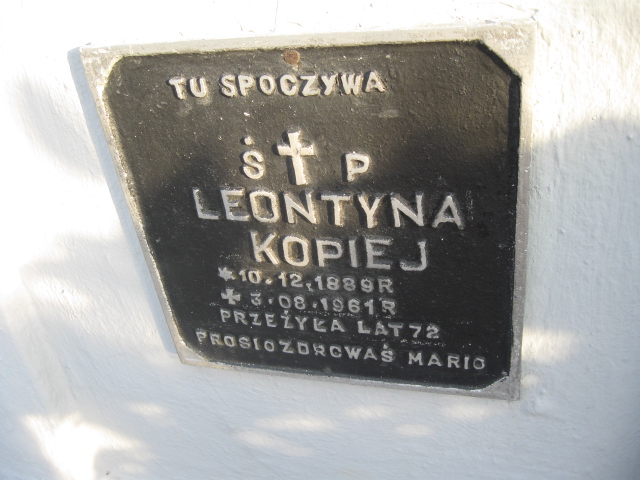 TU SPOCZYWA
Ś P
LEONTYNA
KOPIEJ
10.12.1889R
3.08.1961R
PRZEŻYŁA LAT 72
PROSIOZDROWAŚ MARIO